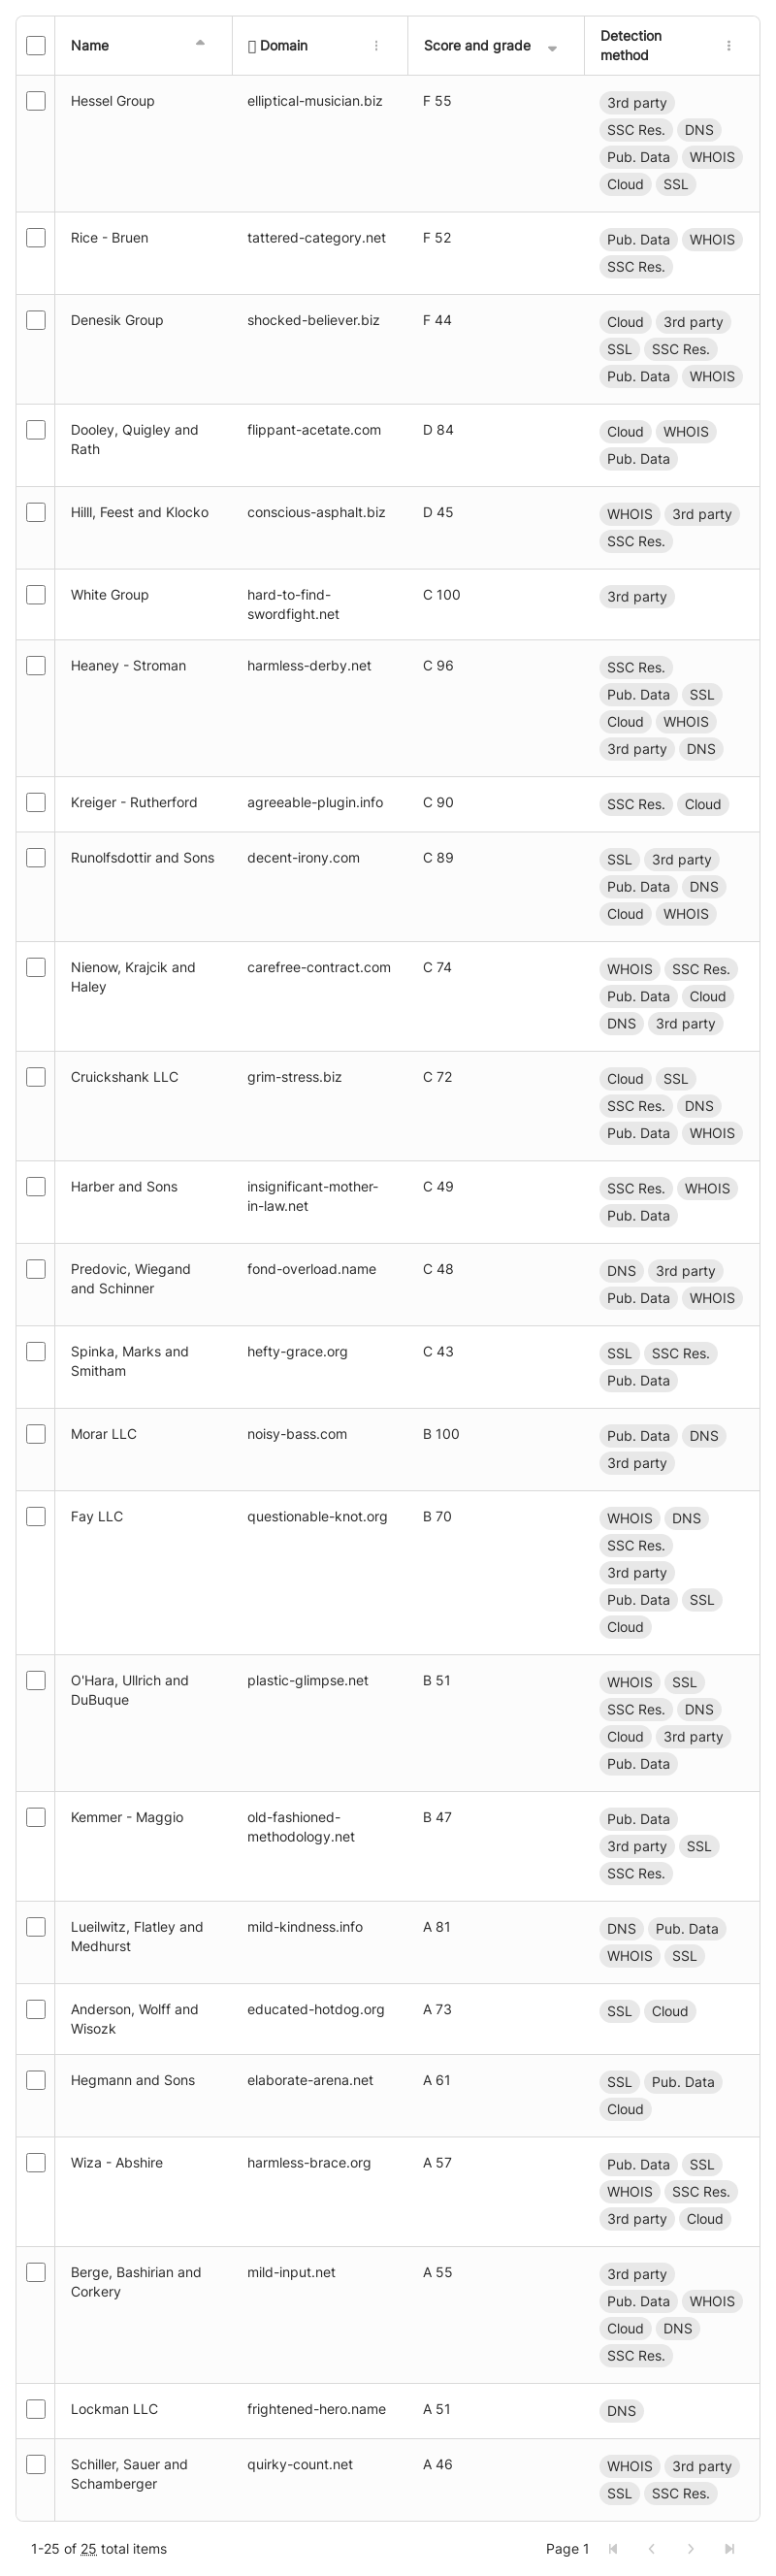 Name
Domain
Score and grade
Detection
method
Hessel Group
elliptical-musician.biz
F 55
3rd party
SSC Res. DNS
Pub. Data WHOIS
Cloud SSL
Rice - Bruen
tattered-category.net
F 52
Pub. Data WHOIS
SSC Res.
Denesik Group
shocked-believer.biz
F 44
Cloud 3rd party
SSL SSC Res.
Pub. Data WHOIS
Dooley, Quigley and
Rath
flippant-acetate.com
D 84
Cloud WHOIS
Pub. Data
Hilll, Feest and Klocko
conscious-asphalt.biz
D 45
WHOIS 3rd party
SSC Res.
White Group
hard-to-find-
swordfight.net
C 100
3rd party
Heaney - Stroman
harmless-derby.net
C 96
SSC Res.
Pub. Data SSL
Cloud WHOIS
3rd party DNS
Kreiger - Rutherford
agreeable-plugin.info
C 90
SSC Res. Cloud
Runolfsdottir and Sons
decent-irony.com
C 89
SSL 3rd party
Pub. Data DNS
Cloud WHOIS
Nienow, Krajcik and
Haley
carefree-contract.com
C 74
WHOIS SSC Res.
Pub. Data Cloud
DNS 3rd party
Cruickshank LLC
grim-stress.biz
C 72
Cloud SSL
SSC Res. DNS
Pub. Data WHOIS
Harber and Sons
insignificant-mother-
in-law.net
C 49
SSC Res. WHOIS
Pub. Data
Predovic, Wiegand
and Schinner
fond-overload.name
C 48
DNS 3rd party
Pub. Data WHOIS
Spinka, Marks and
Smitham
hefty-grace.org
C 43
SSL SSC Res.
Pub. Data
Morar LLC
noisy-bass.com
B 100
Pub. Data DNS
3rd party
Fay LLC
questionable-knot.org
B 70
WHOIS DNS
SSC Res.
3rd party
Pub. Data SSL
Cloud
O'Hara, Ullrich and
DuBuque
plastic-glimpse.net
B 51
WHOIS SSL
SSC Res. DNS
Cloud 3rd party
Pub. Data
Kemmer - Maggio
old-fashioned-
methodology.net
B 47
Pub. Data
3rd party SSL
SSC Res.
Lueilwitz, Flatley and
Medhurst
mild-kindness.info
A 81
DNS Pub. Data
WHOIS SSL
Anderson, Wolff and
Wisozk
educated-hotdog.org
A 73
SSL Cloud
Hegmann and Sons
elaborate-arena.net
A 61
SSL Pub. Data
Cloud
Wiza - Abshire
harmless-brace.org
A 57
Pub. Data SSL
WHOIS SSC Res.
3rd party Cloud
Berge, Bashirian and
Corkery
mild-input.net
A 55
3rd party
Pub. Data WHOIS
Cloud DNS
SSC Res.
Lockman LLC
frightened-hero.name
A 51
DNS
Schiller, Sauer and
Schamberger
quirky-count.net
A 46
WHOIS 3rd party
SSL SSC Res.
1-25 of 25 total items
Page 1